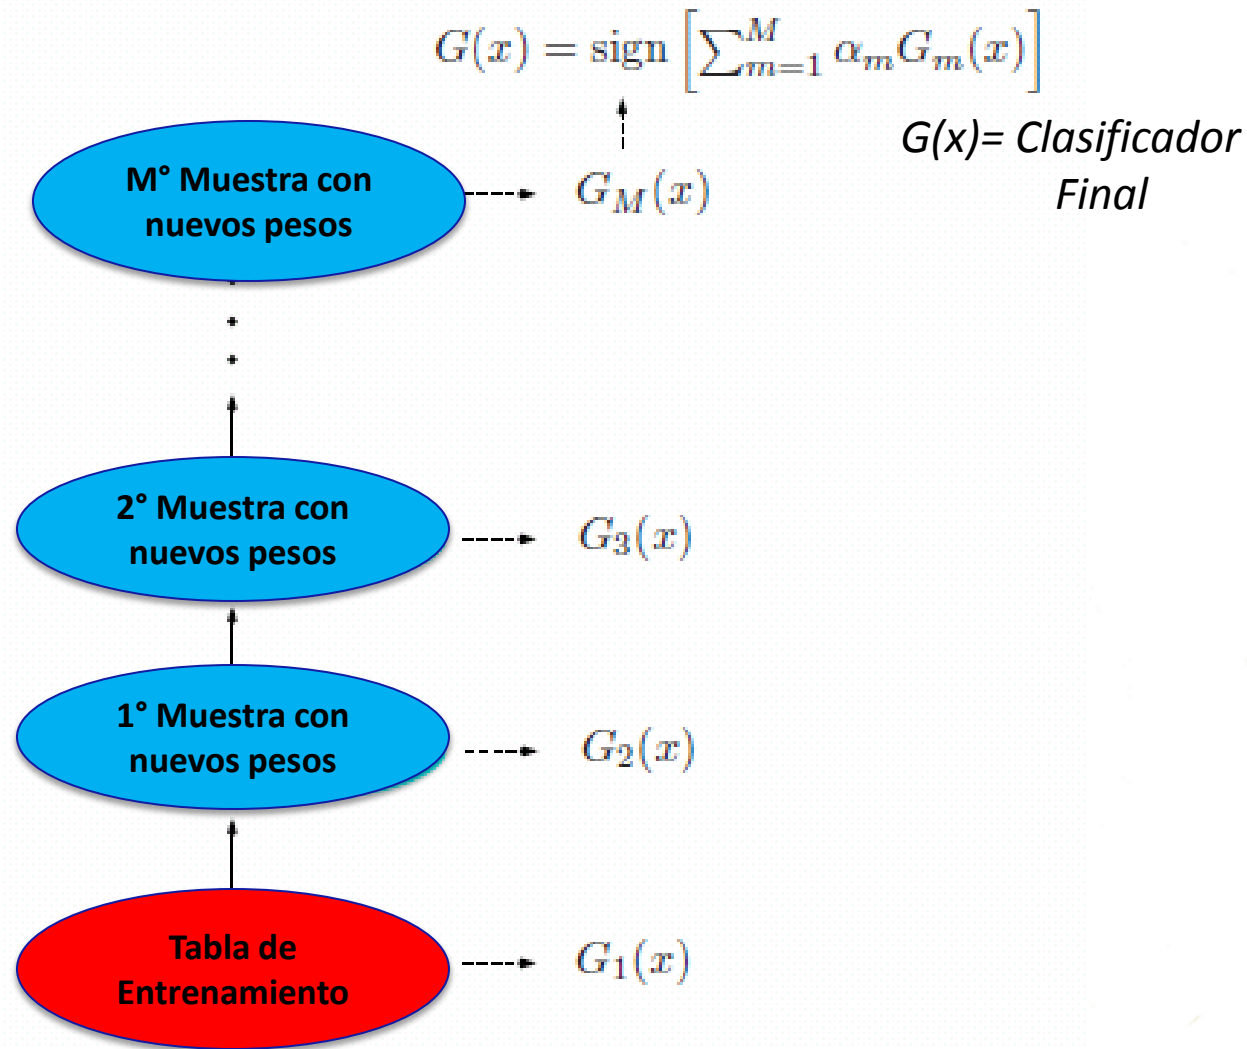 G(x) = sign [∑_{m=1}^{M} α_m G_m(x)]
G(x)= Clasificador
Final
M° Muestra con
nuevos pesos
G_M(x)
2° Muestra con
nuevos pesos
G_3(x)
1° Muestra con
nuevos pesos
G_2(x)
Tabla de
Entrenamiento
G_1(x)